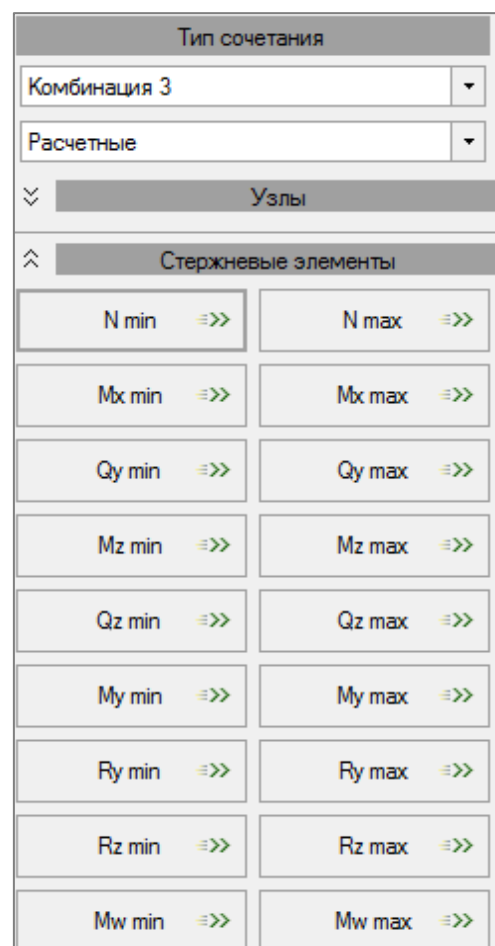 Тип сочетания
Комбинация 3
Расчетные
Узлы
Стержневые элементы
N min N max
Mx min Mx max
Qy min Qy max
Mz min Mz max
Qz min Qz max
My min My max
Ry min Ry max
Rz min Rz max
Mw min Mw max